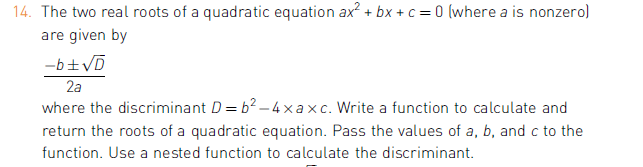 14. The two real roots of a quadratic equation ax² + bx + c = 0 (where a is nonzero)
are given by
−b±√D
2a
where the discriminant D = b² – 4 × a × c. Write a function to calculate and
return the roots of a quadratic equation. Pass the values of a, b, and c to the
function. Use a nested function to calculate the discriminant.